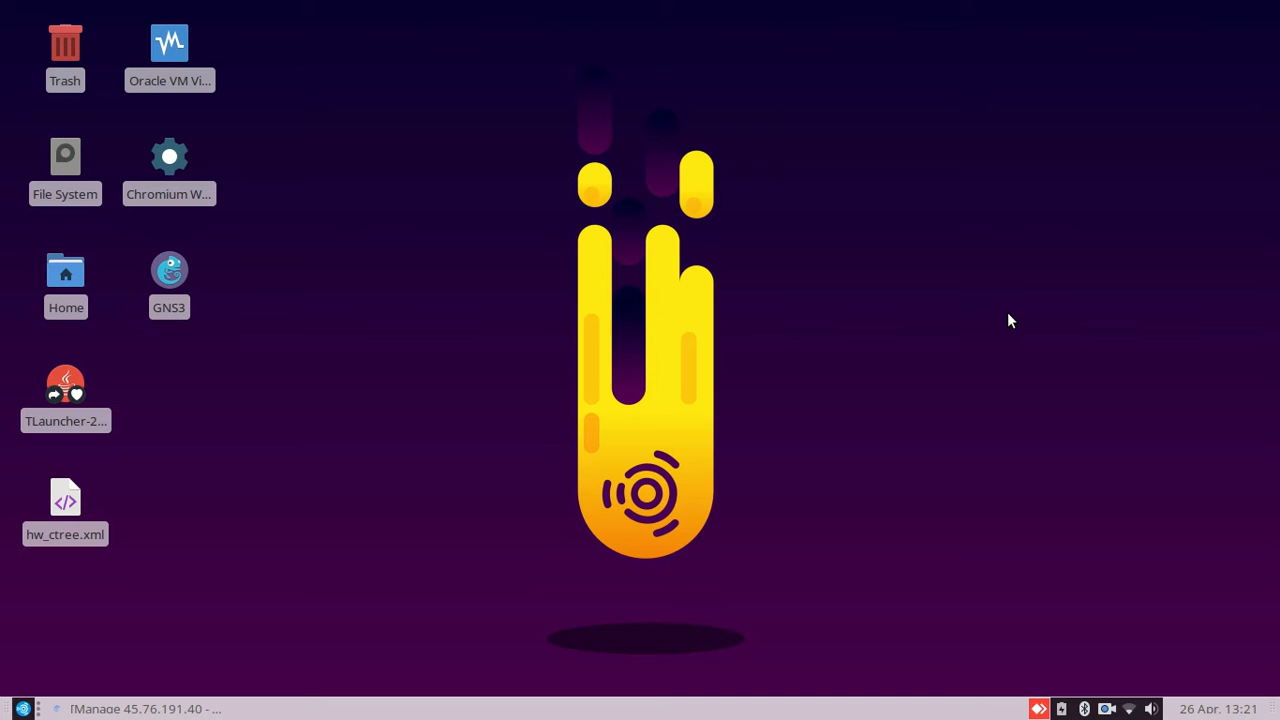 Trash
Oracle VM Vi...
File System
Chromium W...
Home
GNS3
TLauncher-2...
hw_ctree.xml
[Manage 45.76.191.40 - ...
26 Apr, 13:21